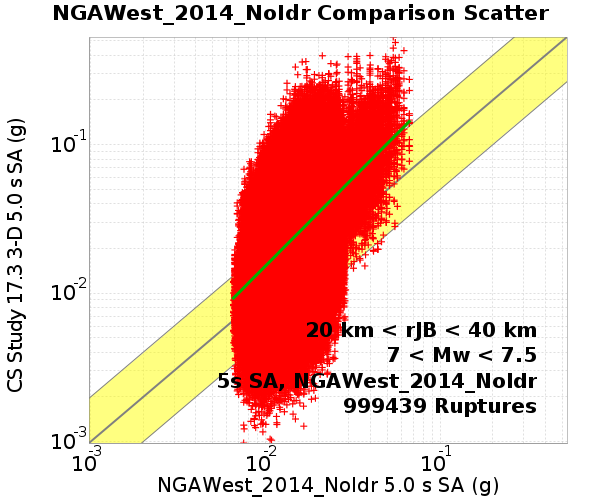 NGAWest_2014_NoIdr Comparison Scatter
CS Study 17.3 3-D 5.0 s SA (g)
10-1
10-2
10-3
20 km < rJB < 40 km
7 < Mw < 7.5
5s SA, NGAWest_2014_NoIdr
999439 Ruptures
10-3 10-2 10-1
NGAWest_2014_NoIdr 5.0 s SA (g)